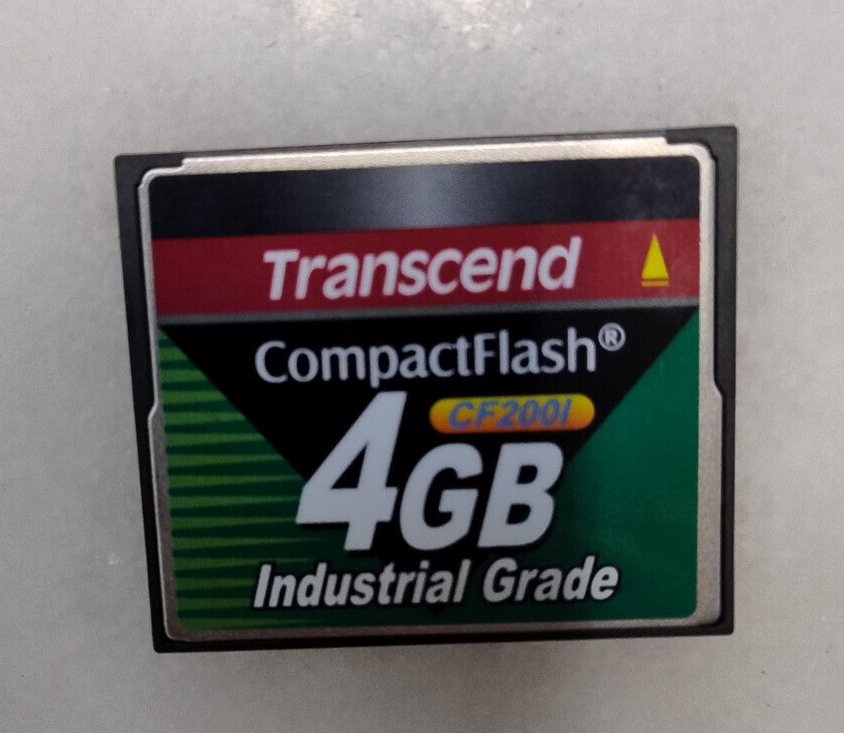 Transcend
CompactFlash®
CF200I
4GB
Industrial Grade